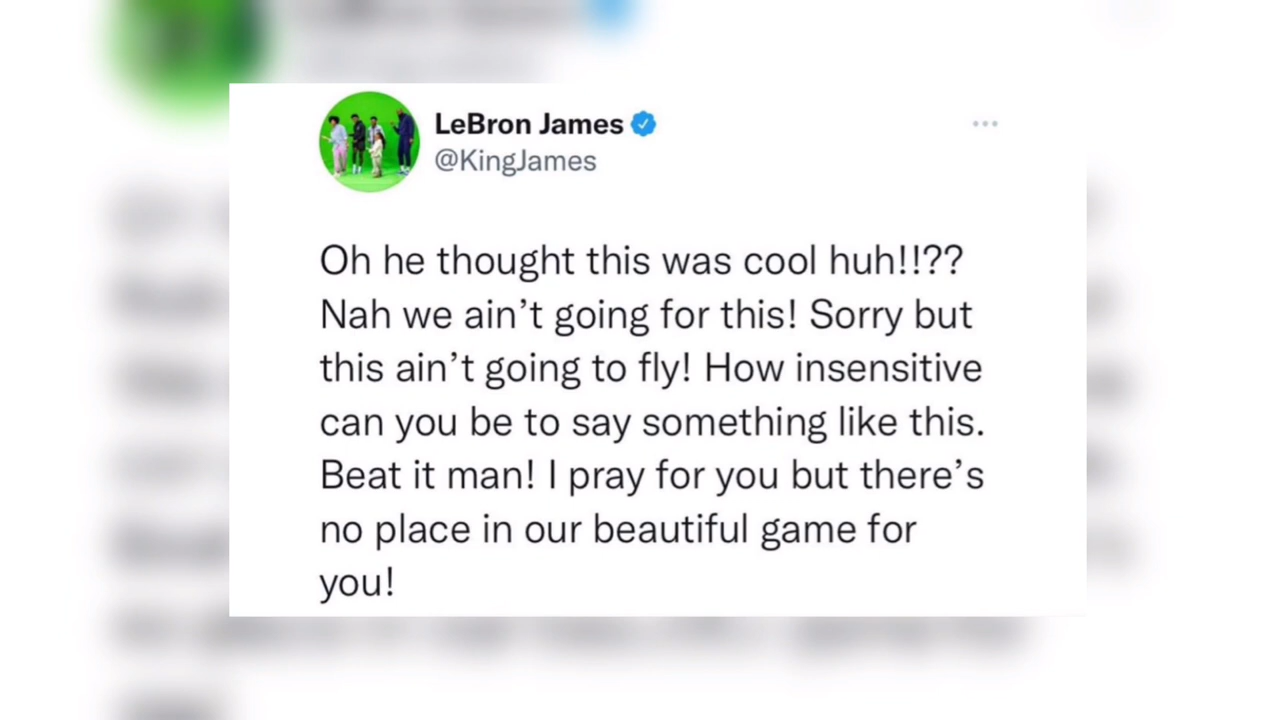 LeBron James
@KingJames
Oh he thought this was cool huh!!??
Nah we ain’t going for this! Sorry but
this ain’t going to fly! How insensitive
can you be to say something like this.
Beat it man! I pray for you but there’s
no place in our beautiful game for
you!